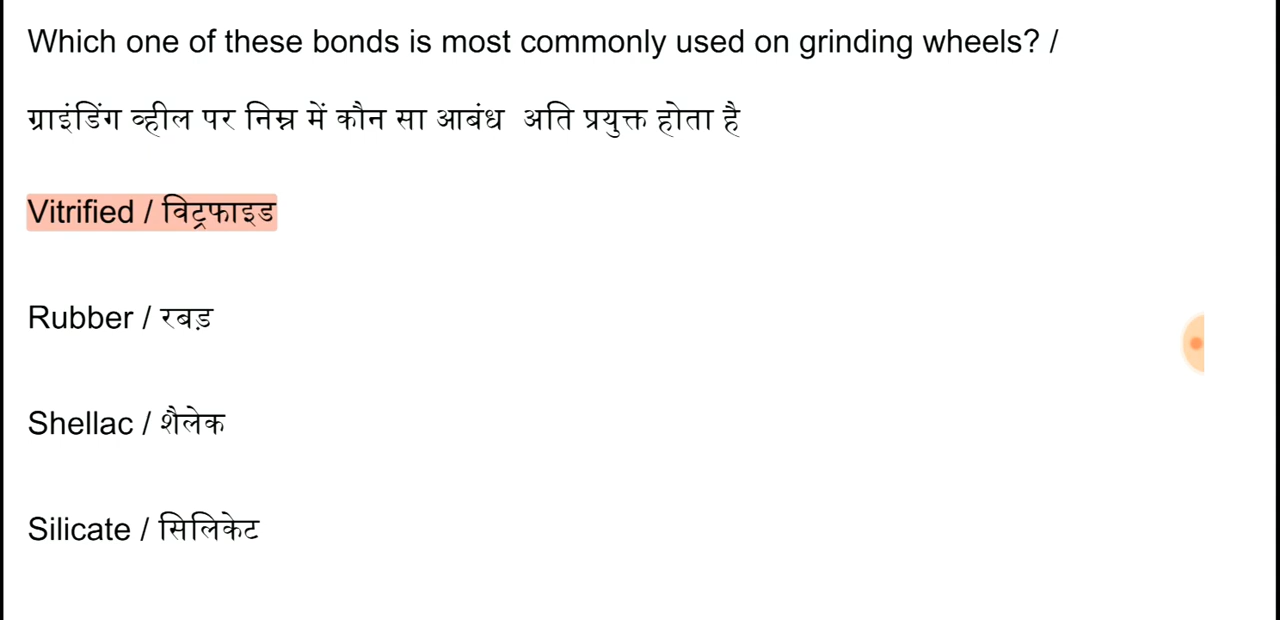 Which one of these bonds is most commonly used on grinding wheels? /
ग्राइंडिंग व्हील पर निम्न में कौन सा आबंध अति प्रयुक्त होता है
Vitrified / विट्रफाइड
Rubber / रबड़
Shellac / शैलेक
Silicate / सिलिकेट